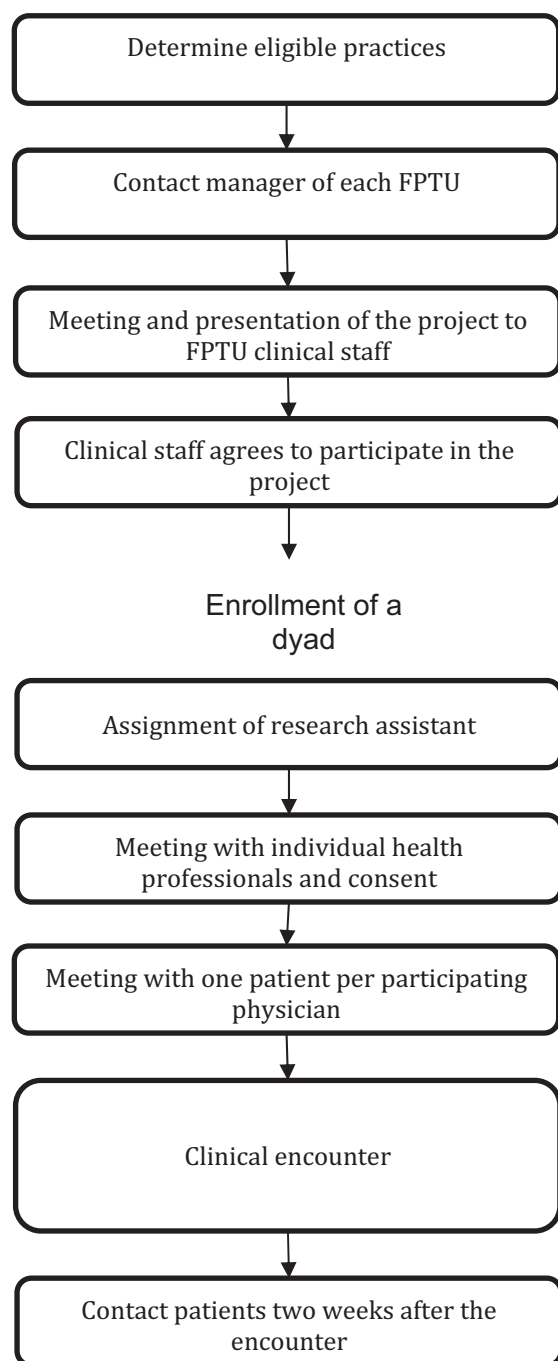 Determine eligible practices
Contact manager of each FPTU
Meeting and presentation of the project to
FPTU clinical staff
Clinical staff agrees to participate in the
project
Enrollment of a
dyad
Assignment of research assistant
Meeting with individual health
professionals and consent
Meeting with one patient per participating
physician
Clinical encounter
Contact patients two weeks after the
encounter